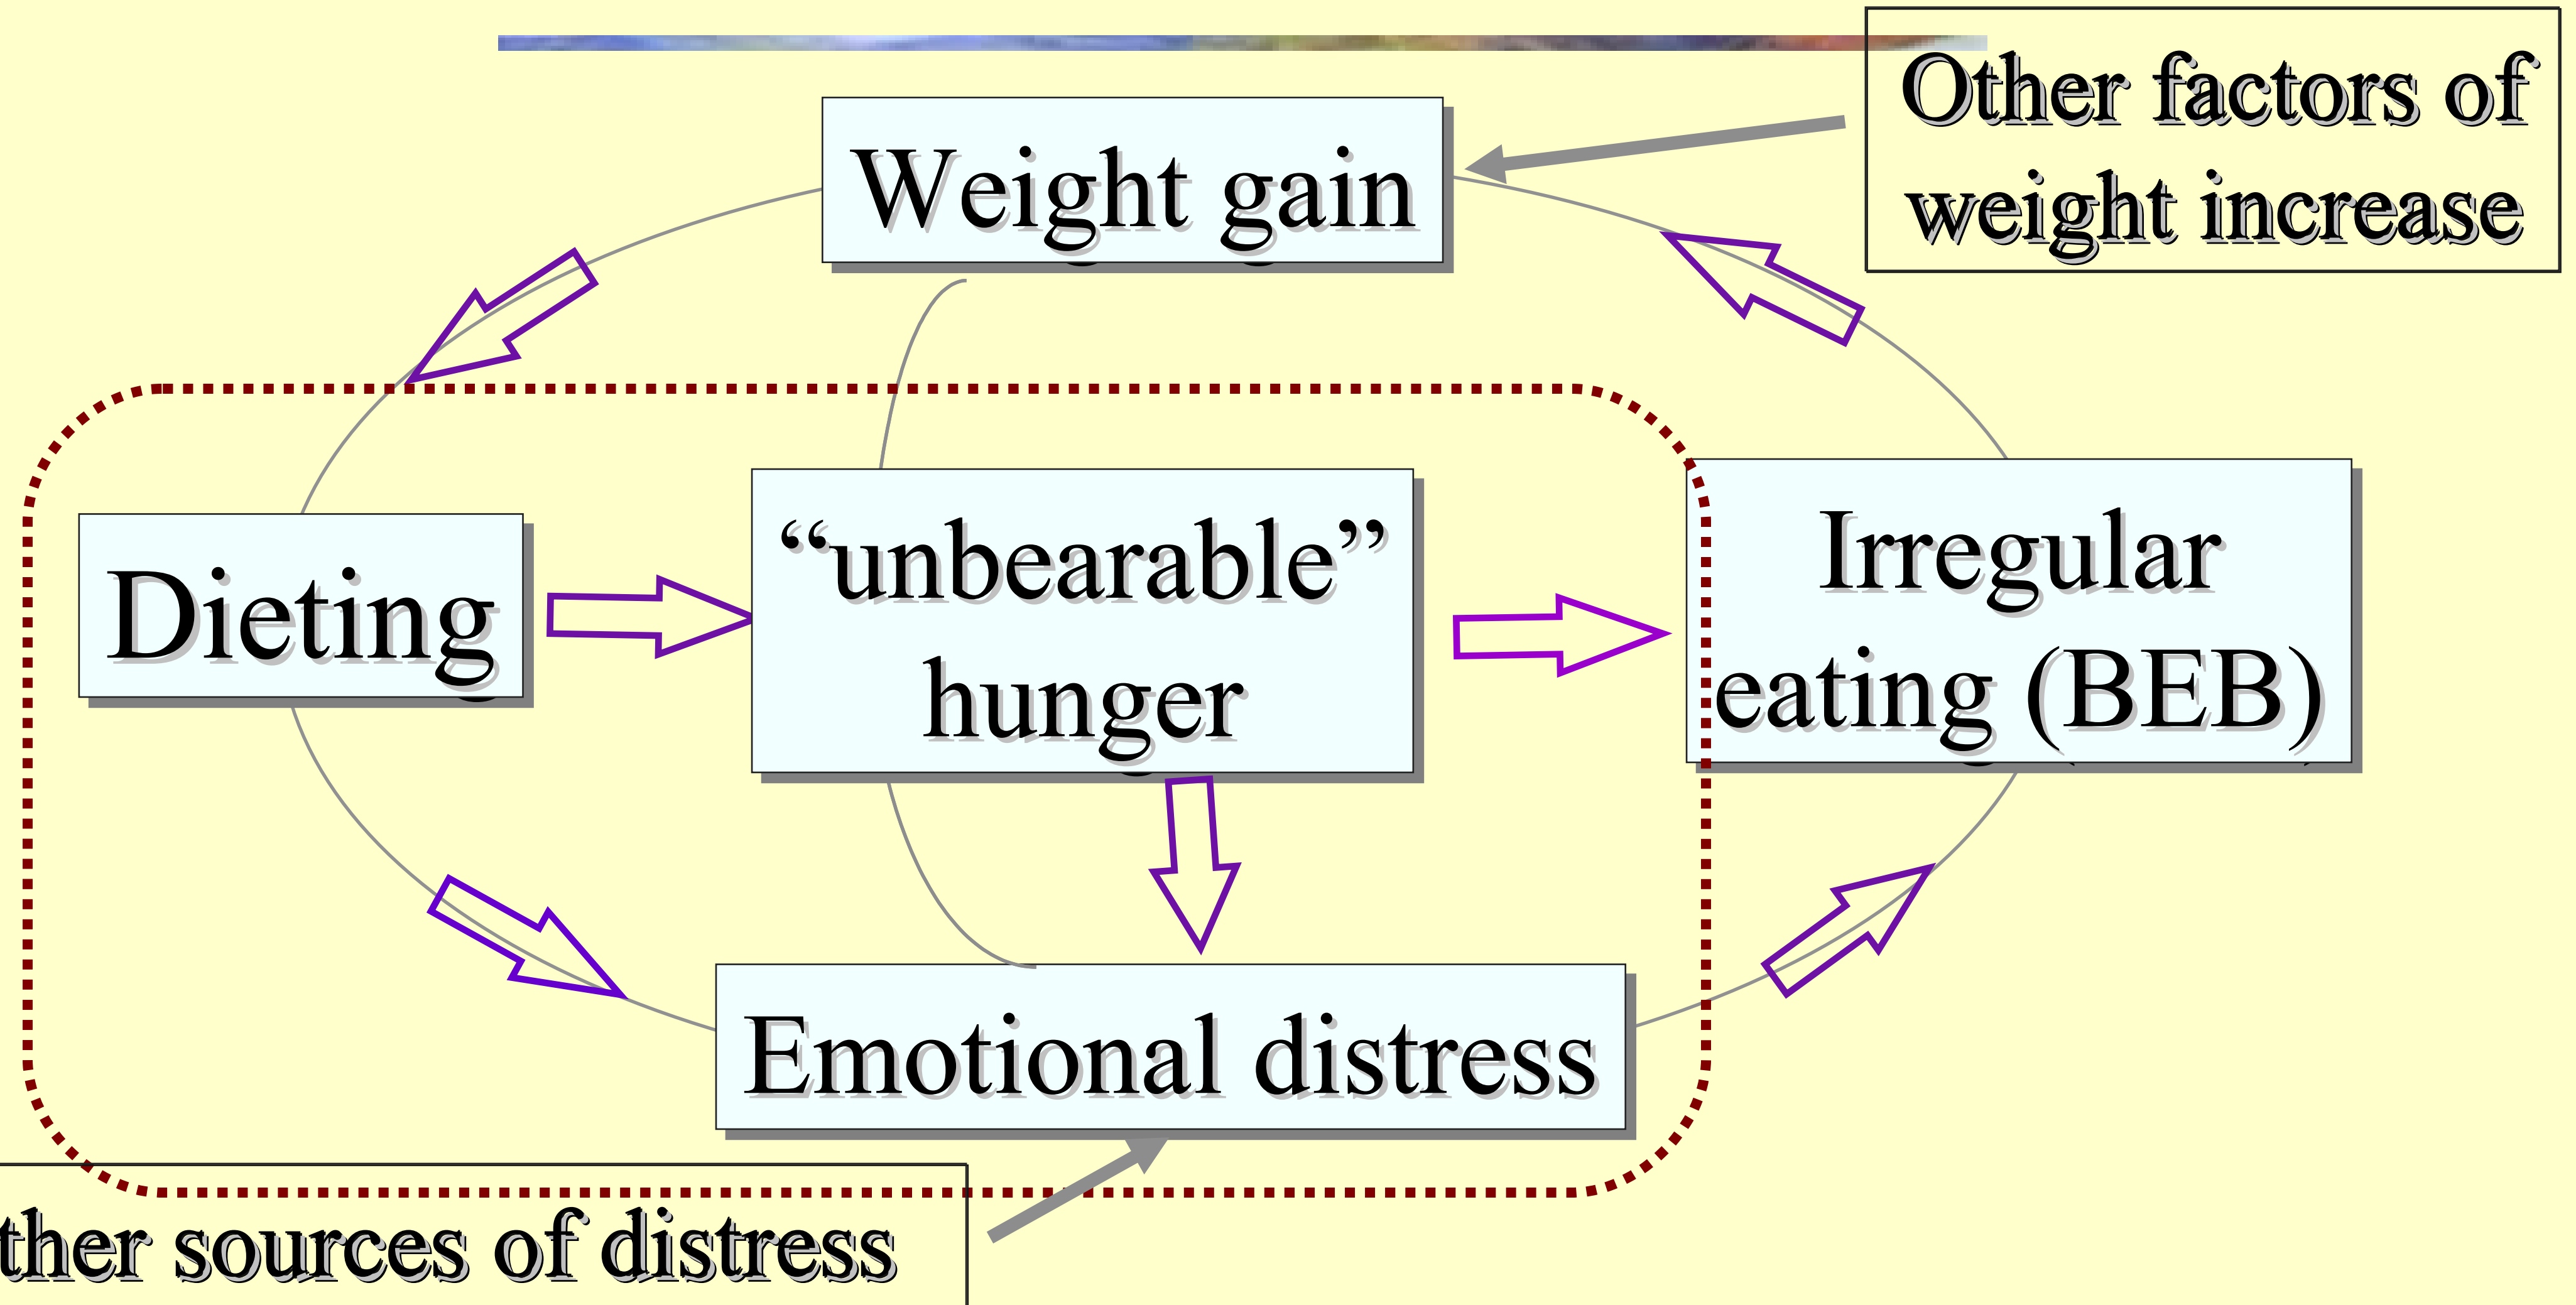 Other factors of
weight increase
Weight gain
Dieting
“unbearable”
hunger
Irregular
eating (BEB)
Emotional distress
ther sources of distress